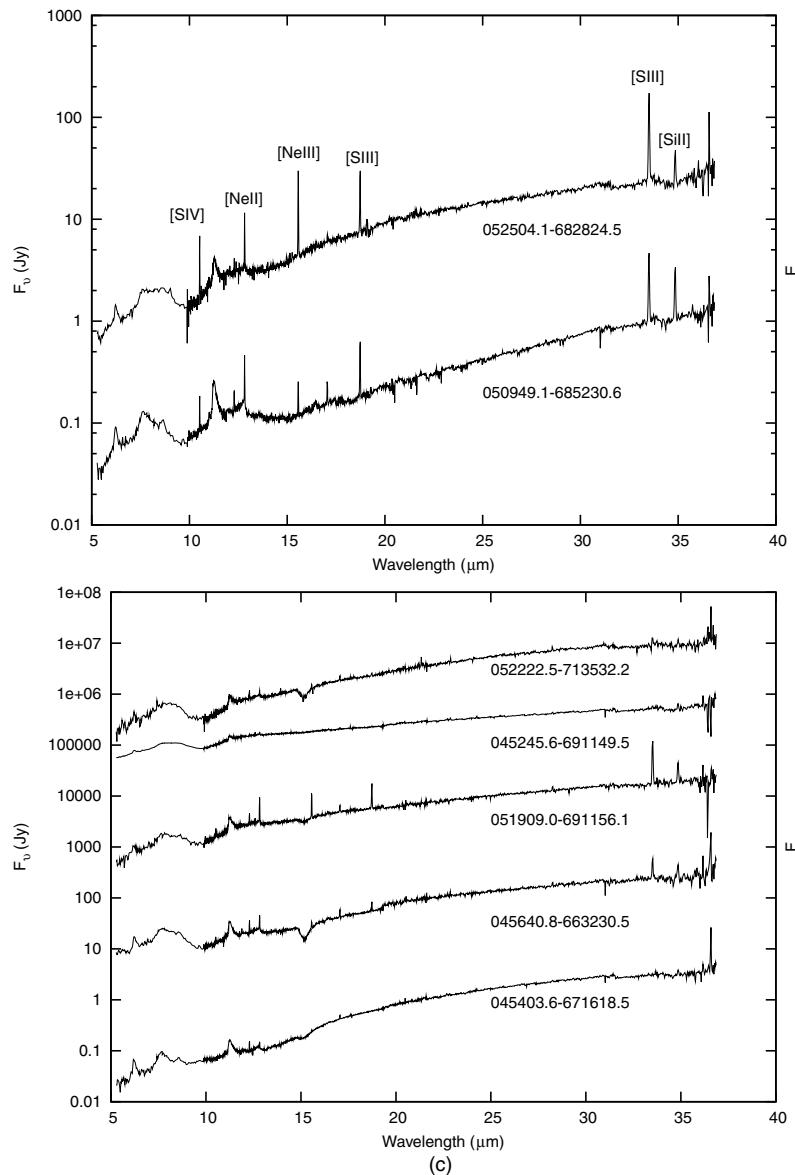 1000
100
10
1
0.1
0.01
F_υ (Jy)
[SIV]
[NeII]
[NeIII]
[SIII]
[SIII]
[SiII]
052504.1-682824.5
050949.1-685230.6
5 10 15 20 25 30 35 40
Wavelength (μm)
F
1e+08
1e+07
1e+06
100000
10000
1000
100
10
1
0.1
0.01
F_υ (Jy)
052222.5-713532.2
045245.6-691149.5
051909.0-691156.1
045640.8-663230.5
045403.6-671618.5
5 10 15 20 25 30 35 40
Wavelength (μm)
F
(c)